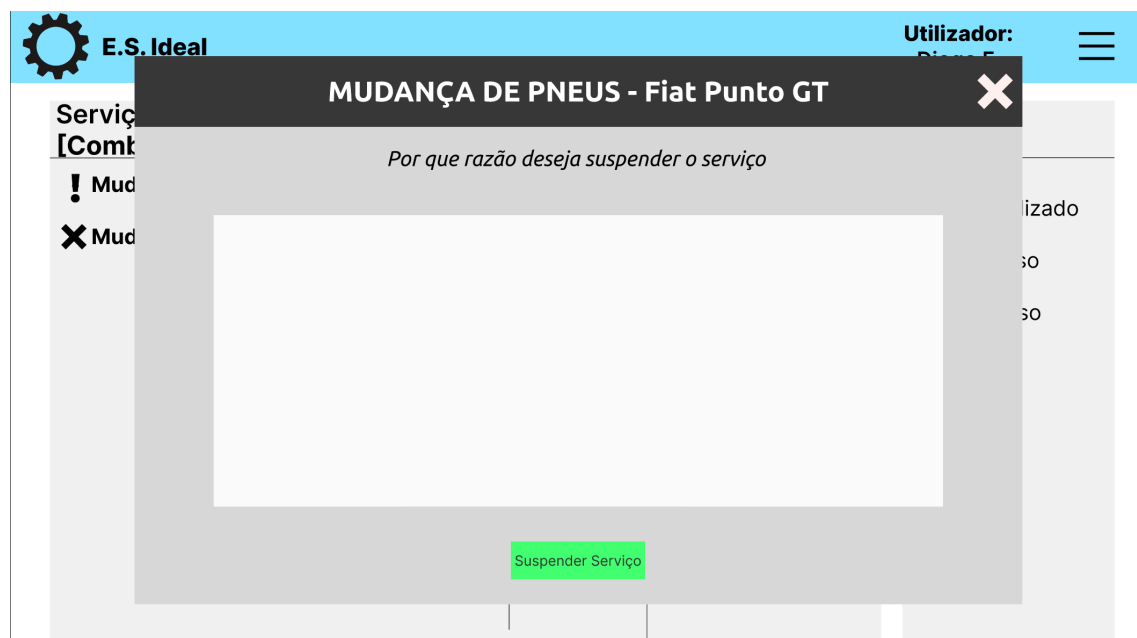 E.S. Ideal
Utilizador:
MUDANÇA DE PNEUS - Fiat Punto GT
Serviç
[Comb
Por que razão deseja suspender o serviço
Mud
lizado
Mud
so
so
Suspender Serviço